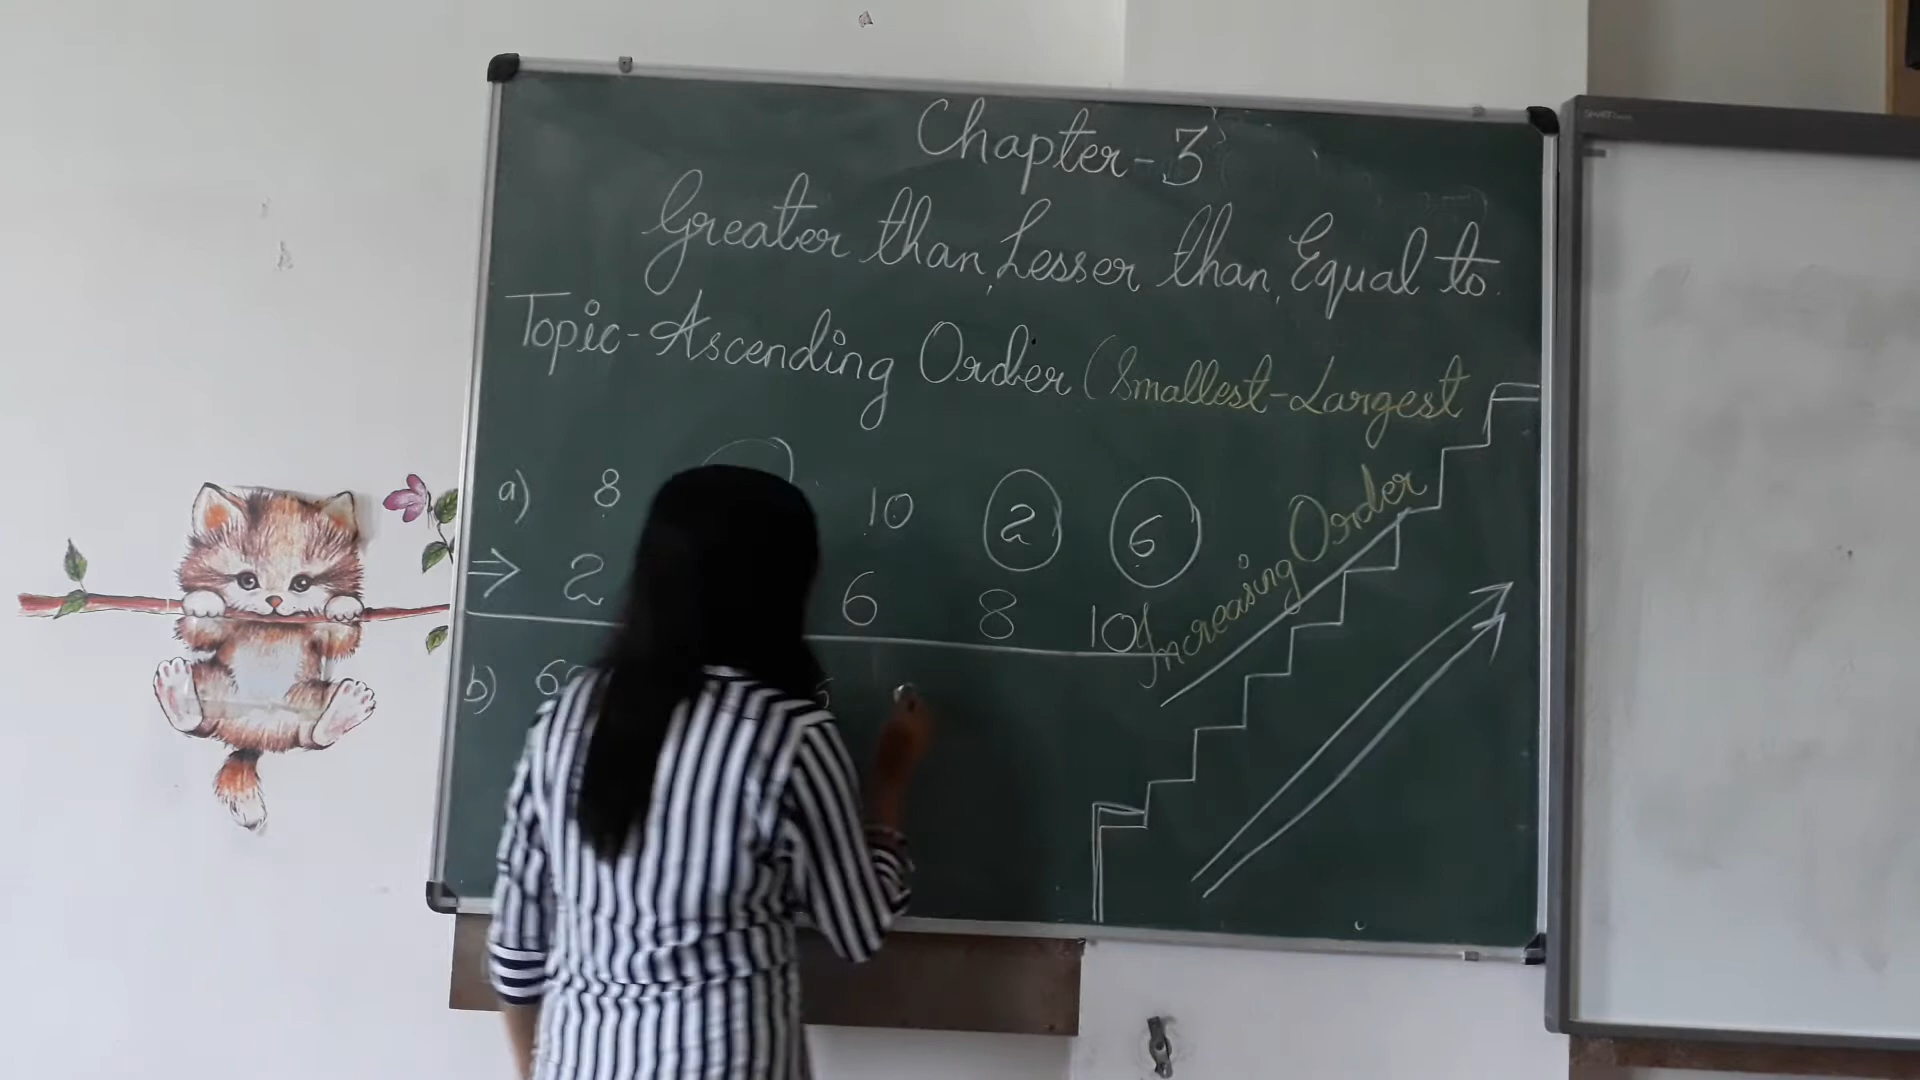 Chapter-3
Greater than, Lesser than, Equal to.
Topic-Ascending Order (Smallest-Largest
a) 8 10 2 6
⇒ 2 6 8 10
Increasing Order
b)
SMART